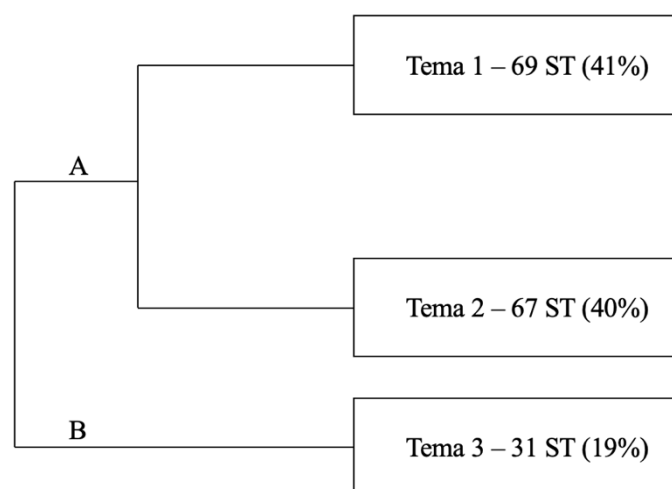 Tema 1 – 69 ST (41%)
A
Tema 2 – 67 ST (40%)
B
Tema 3 – 31 ST (19%)